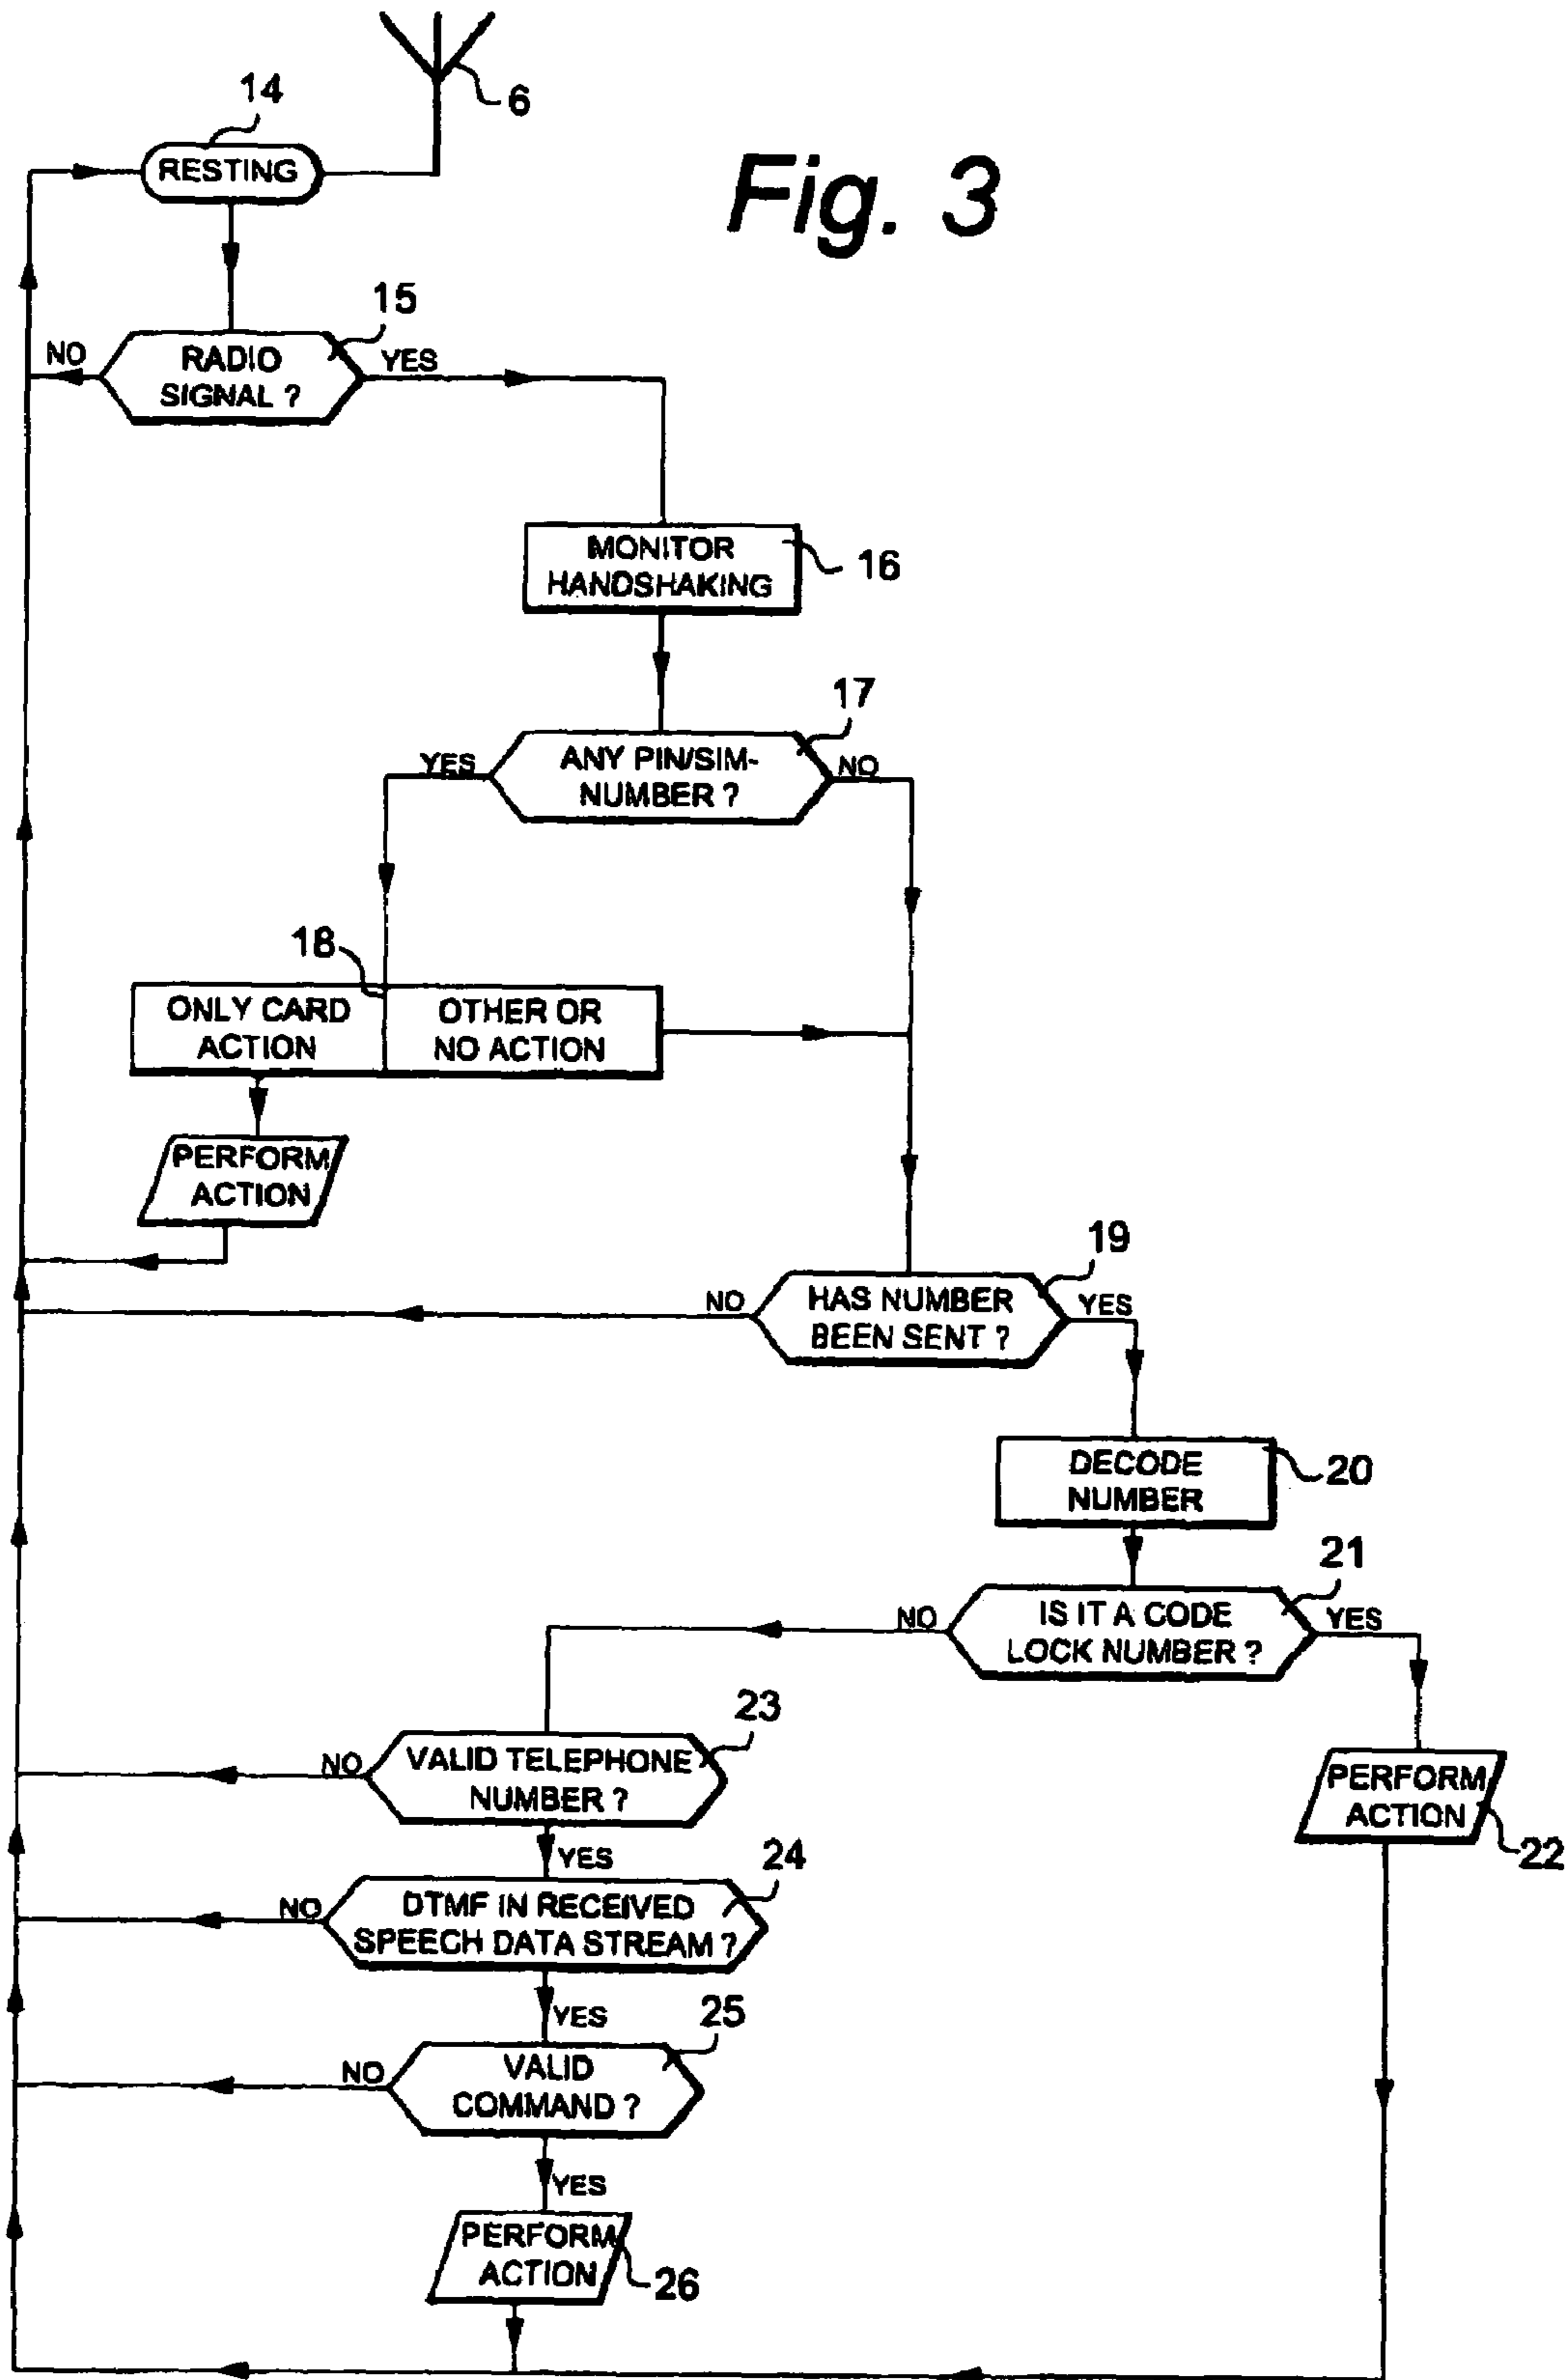 6
14
RESTING
Fig. 3
15
NO
RADIO
SIGNAL ?
YES
MONITOR
HANDSHAKING
16
17
YES
ANY PIN/SIM-
NUMBER ?
NO
18
ONLY CARD
ACTION
OTHER OR
NO ACTION
PERFORM
ACTION
19
NO
HAS NUMBER
BEEN SENT ?
YES
DECODE
NUMBER
20
21
NO
IS IT A CODE
LOCK NUMBER ?
YES
23
NO
VALID TELEPHONE
NUMBER ?
PERFORM
ACTION
22
YES
24
NO
DTMF IN RECEIVED
SPEECH DATA STREAM ?
YES
25
NO
VALID
COMMAND ?
YES
PERFORM
ACTION
26